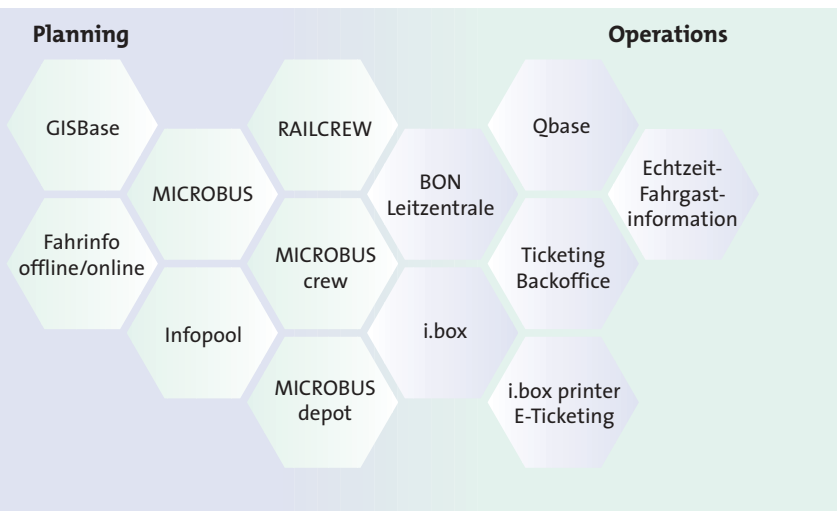 Planning
Operations
GISBase
RAILCREW
Qbase
MICROBUS
BON
Leitzentrale
Echtzeit-
Fahrgast-
information
Fahrinfo
offline/online
MICROBUS
crew
Ticketing
Backoffice
Infopool
i.box
MICROBUS
depot
i.box printer
E-Ticketing